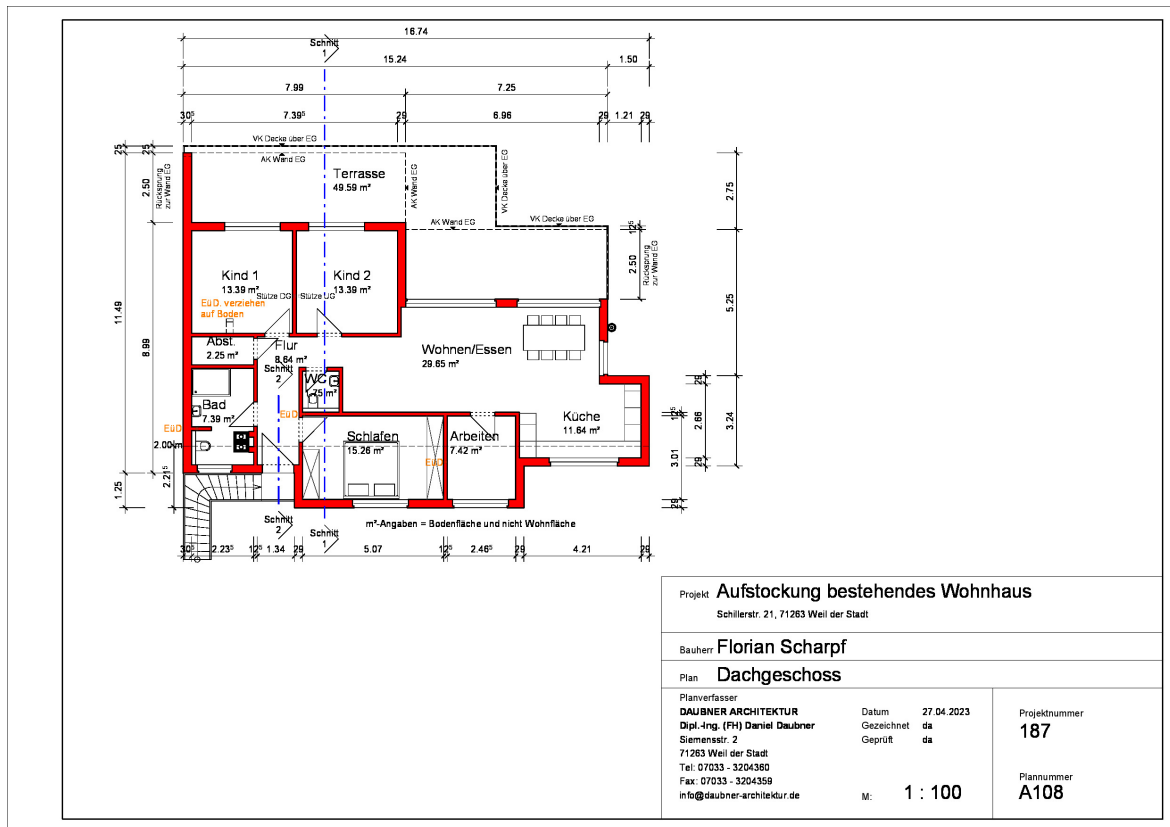 16.74
Schnitt
1
15.24
1.50
7.99
7.25
30⁵
7.39⁵
29
6.96
29
1.21
29
VK Decke über EG
AK Wand EG
25
25
2.50
Rücksprung
zur Wand EG
Terrasse
49.59 m²
AK Wand EG
VK Decke über EG
AK Wand EG
VK Decke über EG
2.75
12⁵
2.50
Rücksprung
zur Wand EG
5.25
Kind 1
13.39 m²
Kind 2
13.39 m²
Stütze DG
Stütze UG
EüD. verziehen
auf Boden
11.49
8.99
Abst.
2.25 m²
Flur
8.64 m²
Schnitt
2
Wohnen/Essen
29.65 m²
WC
1.75 m²
Bad
7.39 m²
EüD
EüD
2.00km
Schlafen
15.26 m²
EüD
Arbeiten
7.42 m²
Küche
11.64 m²
29
12⁵
2.66
3.24
3.01
29
29
1.25
2.21⁵
Schnitt
2
Schnitt
1
m²-Angaben = Bodenfläche und nicht Wohnfläche
30⁵
2.23⁵
12⁵
1.34
29
5.07
12⁵
2.46⁵
29
4.21
29
Projekt Aufstockung bestehendes Wohnhaus
Schillerstr. 21, 71263 Weil der Stadt
Bauherr Florian Scharpf
Plan Dachgeschoss
Planverfasser
DAUBNER ARCHITEKTUR
Dipl.-Ing. (FH) Daniel Daubner
Siemensstr. 2
71263 Weil der Stadt
Tel: 07033 - 3204360
Fax: 07033 - 3204359
info@daubner-architektur.de
Datum 27.04.2023
Gezeichnet da
Geprüft da
M: 1 : 100
Projektnummer
187
Plannummer
A108